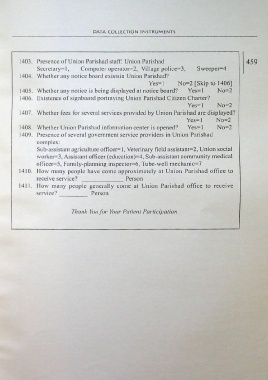 DATA COLLECTION INSTRUMENTS
459
1403. Presence of Union Parishad staff: Union Parishad
Secretary=1, Computer operator=2, Village police=3, Sweeper=4
1404. Whether any notice board exists in Union Parishad?
Yes=1 No=2 [Skip to 1406]
1405. Whether any notice is being displayed at notice board? Yes=1 No=2
1406. Existence of signboard portraying Union Parishad Citizen Charter?
Yes=1 No=2
1407. Whether fees for several services provided by Union Parishad are displayed?
Yes=1 No=2
1408. Whether Union Parishad information center is opened? Yes=1 No=2
1409. Presence of several government service providers in Union Parishad
complex:
Sub-assistant agriculture officer=1, Veterinary field assistant=2, Union social
worker=3, Assistant officer (education)=4, Sub-assistant community medical
officer=5, Family-planning inspector=6, Tube-well mechanic=7
1410. How many people have come approximately at Union Parishad office to
receive service? ____________ Person
1411. How many people generally come at Union Parishad office to receive
service? ________ Person
Thank You for Your Patient Participation